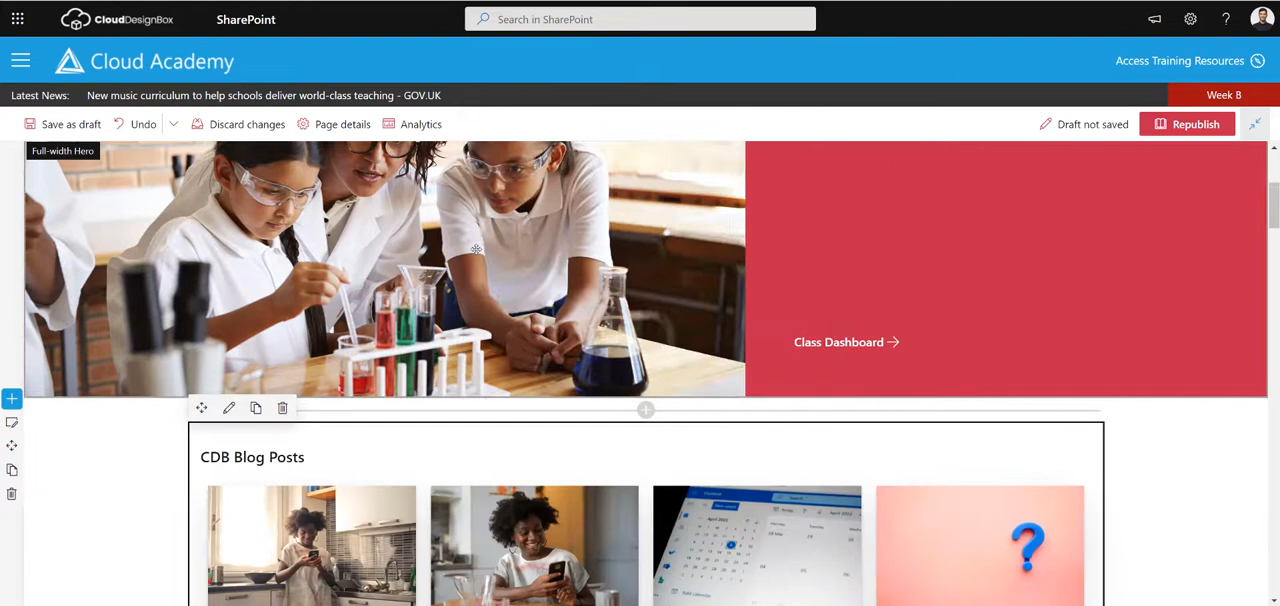 CloudDesignBox
SharePoint
Search in SharePoint
?
Cloud Academy
Access Training Resources
Latest News: New music curriculum to help schools deliver world-class teaching - GOV.UK
Week B
Save as draft
Undo
Discard changes
Page details
Analytics
Draft not saved
Republish
Full-width Hero
Class Dashboard
CDB Blog Posts